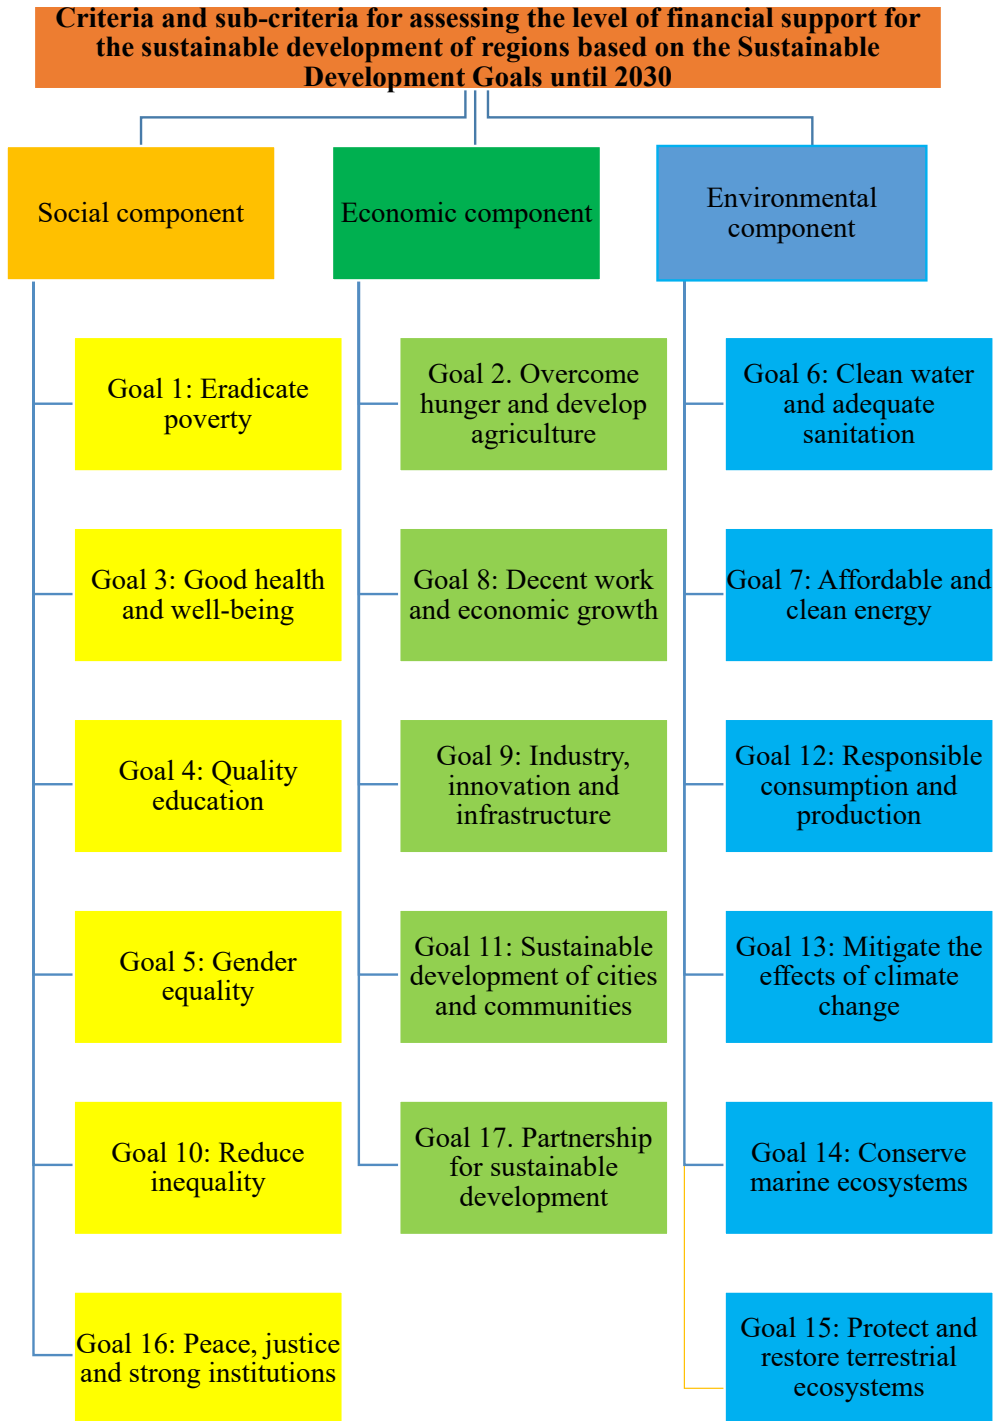 Criteria and sub-criteria for assessing the level of financial support for
the sustainable development of regions based on the Sustainable
Development Goals until 2030
Social component
Economic component
Environmental
component
Goal 1: Eradicate
poverty
Goal 3: Good health
and well-being
Goal 4: Quality
education
Goal 5: Gender
equality
Goal 10: Reduce
inequality
Goal 16: Peace, justice
and strong institutions
Goal 2. Overcome
hunger and develop
agriculture
Goal 8: Decent work
and economic growth
Goal 9: Industry,
innovation and
infrastructure
Goal 11: Sustainable
development of cities
and communities
Goal 17. Partnership
for sustainable
development
Goal 6: Clean water
and adequate
sanitation
Goal 7: Affordable and
clean energy
Goal 12: Responsible
consumption and
production
Goal 13: Mitigate the
effects of climate
change
Goal 14: Conserve
marine ecosystems
Goal 15: Protect and
restore terrestrial
ecosystems